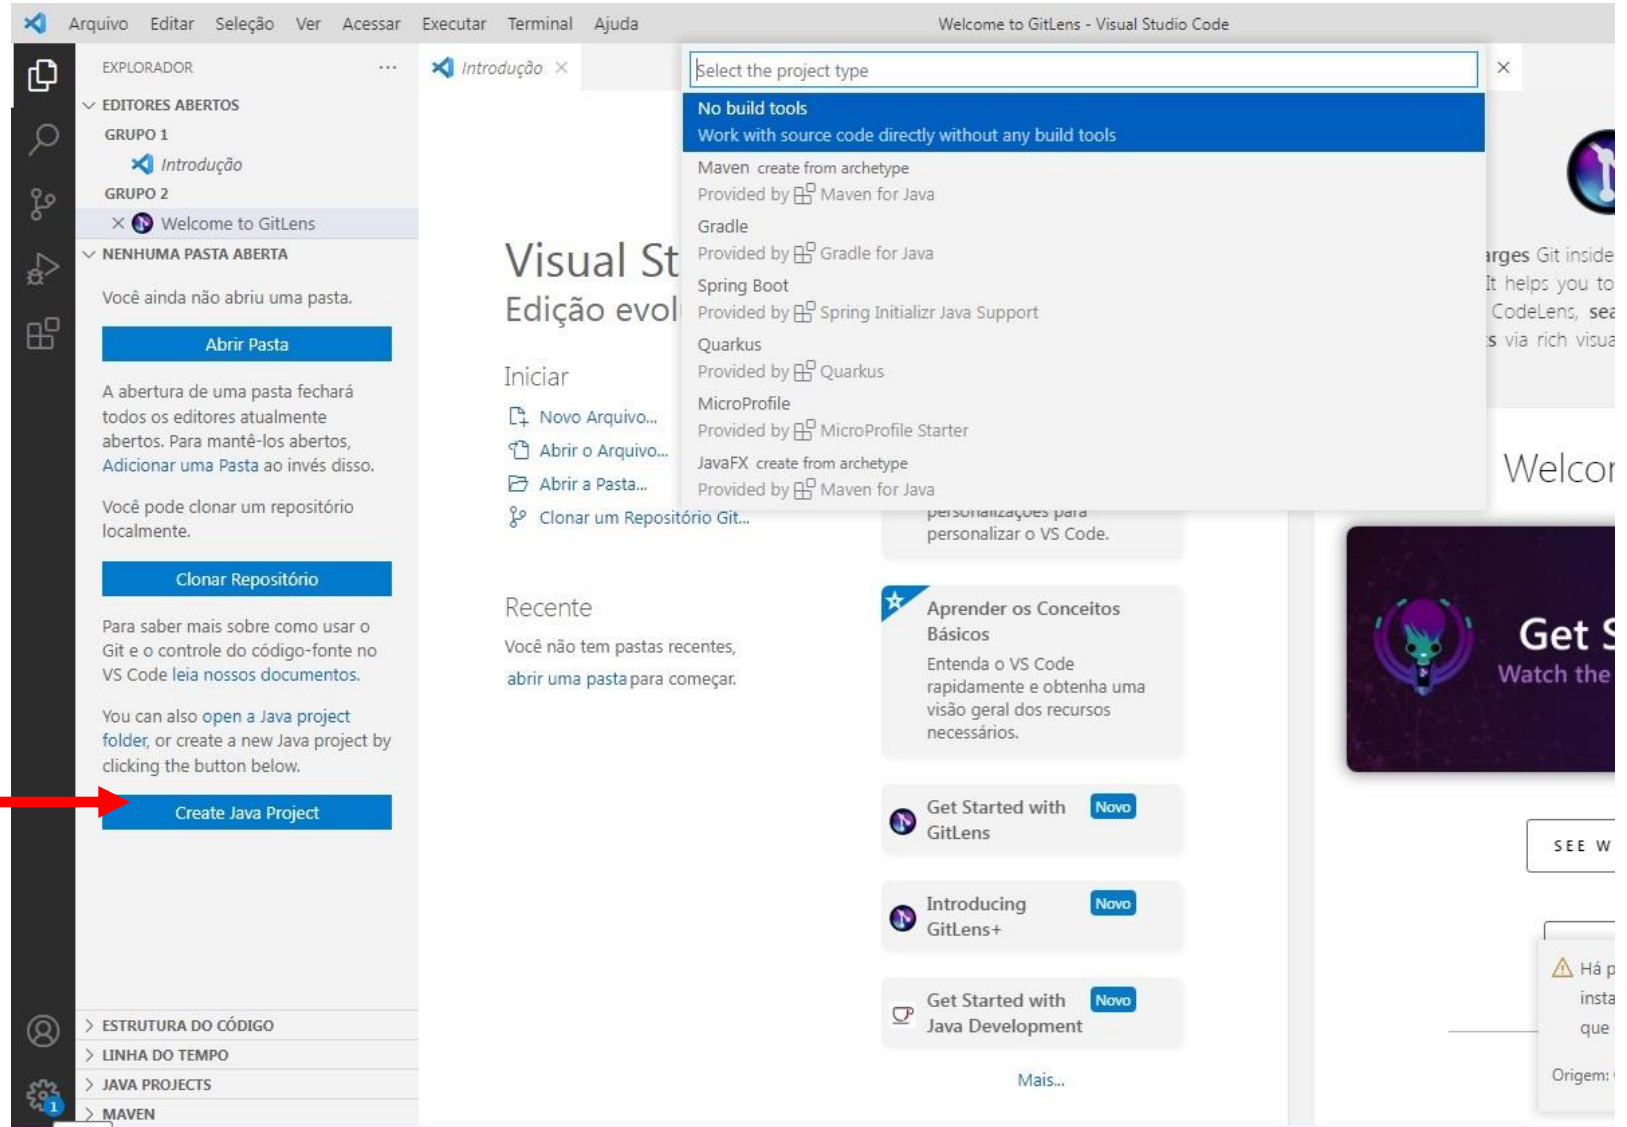 Arquivo Editar Seleção Ver Acessar Executar Terminal Ajuda
Welcome to GitLens - Visual Studio Code
EXPLORADOR
EDITORES ABERTOS
GRUPO 1
Introdução
GRUPO 2
Welcome to GitLens
NENHUMA PASTA ABERTA
Você ainda não abriu uma pasta.
Abrir Pasta
A abertura de uma pasta fechará
todos os editores atualmente
abertos. Para mantê-los abertos,
Adicionar uma Pasta ao invés disso.
Você pode clonar um repositório
localmente.
Clonar Repositório
Para saber mais sobre como usar o
Git e o controle do código-fonte no
VS Code leia nossos documentos.
You can also open a Java project
folder, or create a new Java project by
clicking the button below.
Create Java Project
ESTRUTURA DO CÓDIGO
LINHA DO TEMPO
JAVA PROJECTS
MAVEN
1
Introdução
Select the project type
No build tools
Work with source code directly without any build tools
Maven create from archetype
Provided by Maven for Java
Gradle
Provided by Gradle for Java
Spring Boot
Provided by Spring Initializr Java Support
Quarkus
Provided by Quarkus
MicroProfile
Provided by MicroProfile Starter
JavaFX create from archetype
Provided by Maven for Java
Visual St
Edição evol
Iniciar
Novo Arquivo...
Abrir o Arquivo...
Abrir a Pasta...
Clonar um Repositório Git...
Recente
Você não tem pastas recentes,
abrir uma pasta para começar.
personalizações para
personalizar o VS Code.
Aprender os Conceitos
Básicos
Entenda o VS Code
rapidamente e obtenha uma
visão geral dos recursos
necessários.
Get Started with Novo
GitLens
Introducing Novo
GitLens+
Get Started with Novo
Java Development
Mais...
arges Git inside
It helps you to
CodeLens, sea
s via rich visua
Welcor
Get S
Watch the
SEE W
Há p
insta
que
Origem: